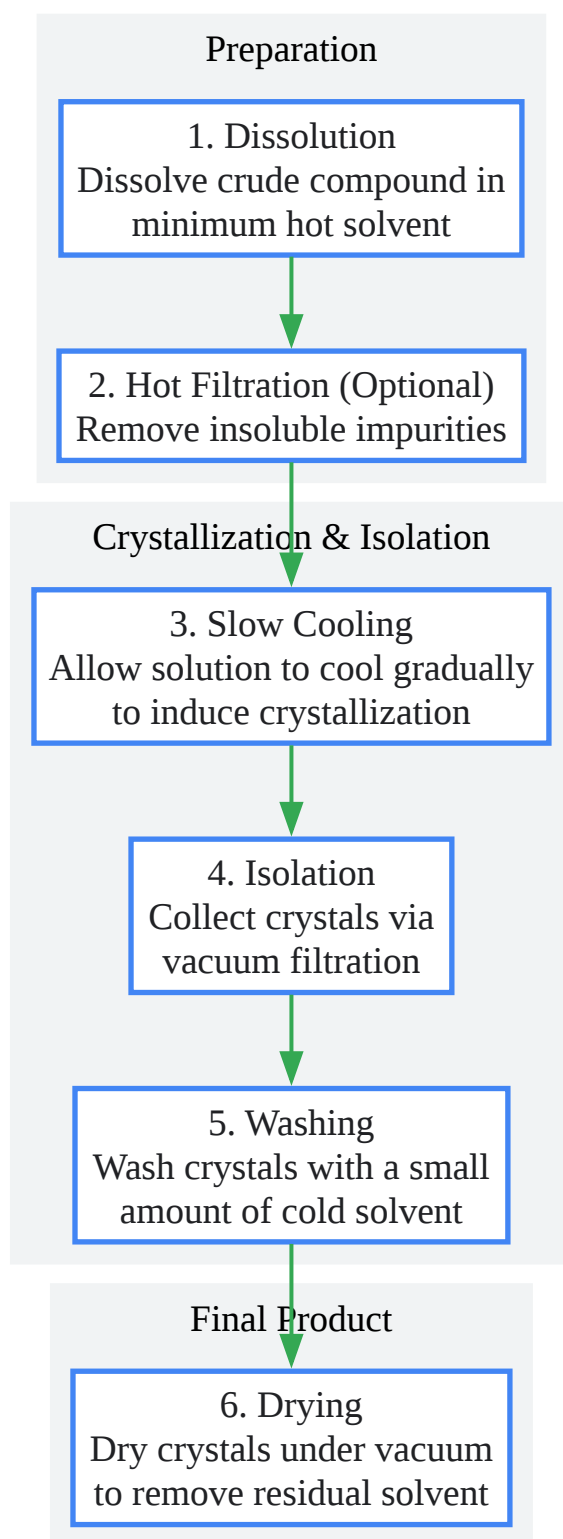 Preparation
1. Dissolution
Dissolve crude compound in
minimum hot solvent
2. Hot Filtration (Optional)
Remove insoluble impurities
Crystallization & Isolation
3. Slow Cooling
Allow solution to cool gradually
to induce crystallization
4. Isolation
Collect crystals via
vacuum filtration
5. Washing
Wash crystals with a small
amount of cold solvent
Final Product
6. Drying
Dry crystals under vacuum
to remove residual solvent